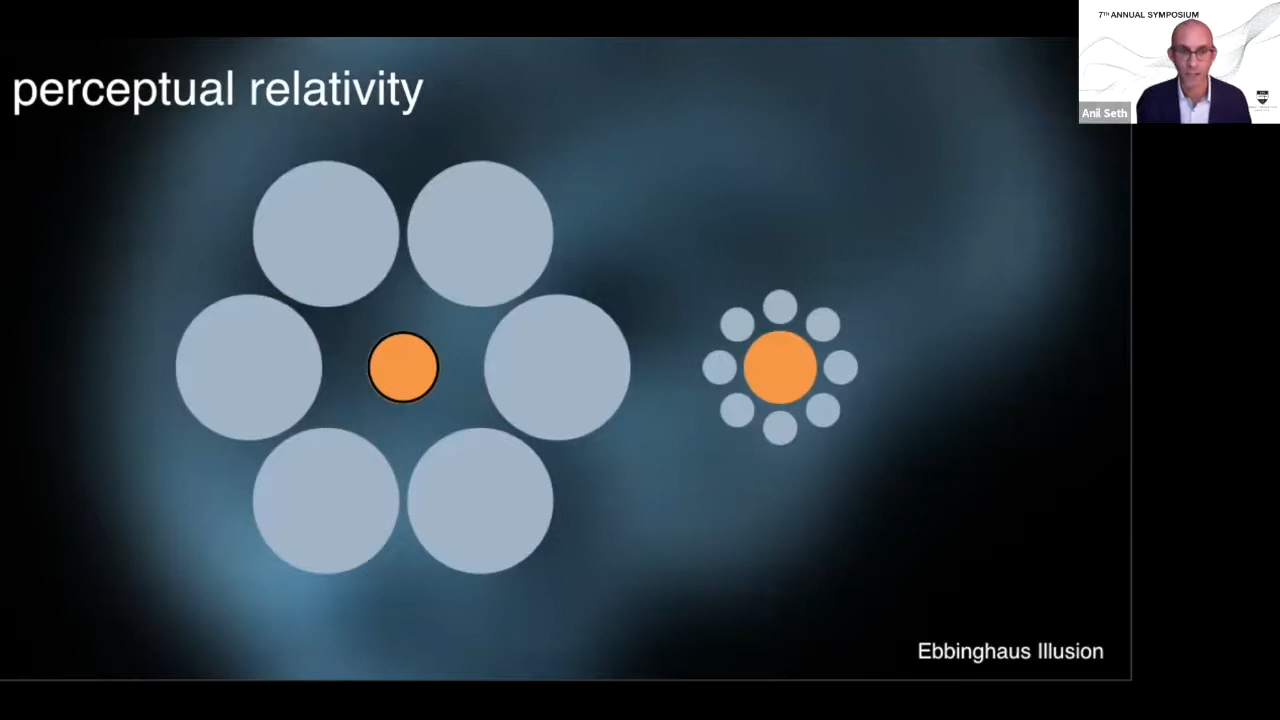 perceptual relativity
7TH ANNUAL SYMPOSIUM
Anil Seth
Ebbinghaus Illusion